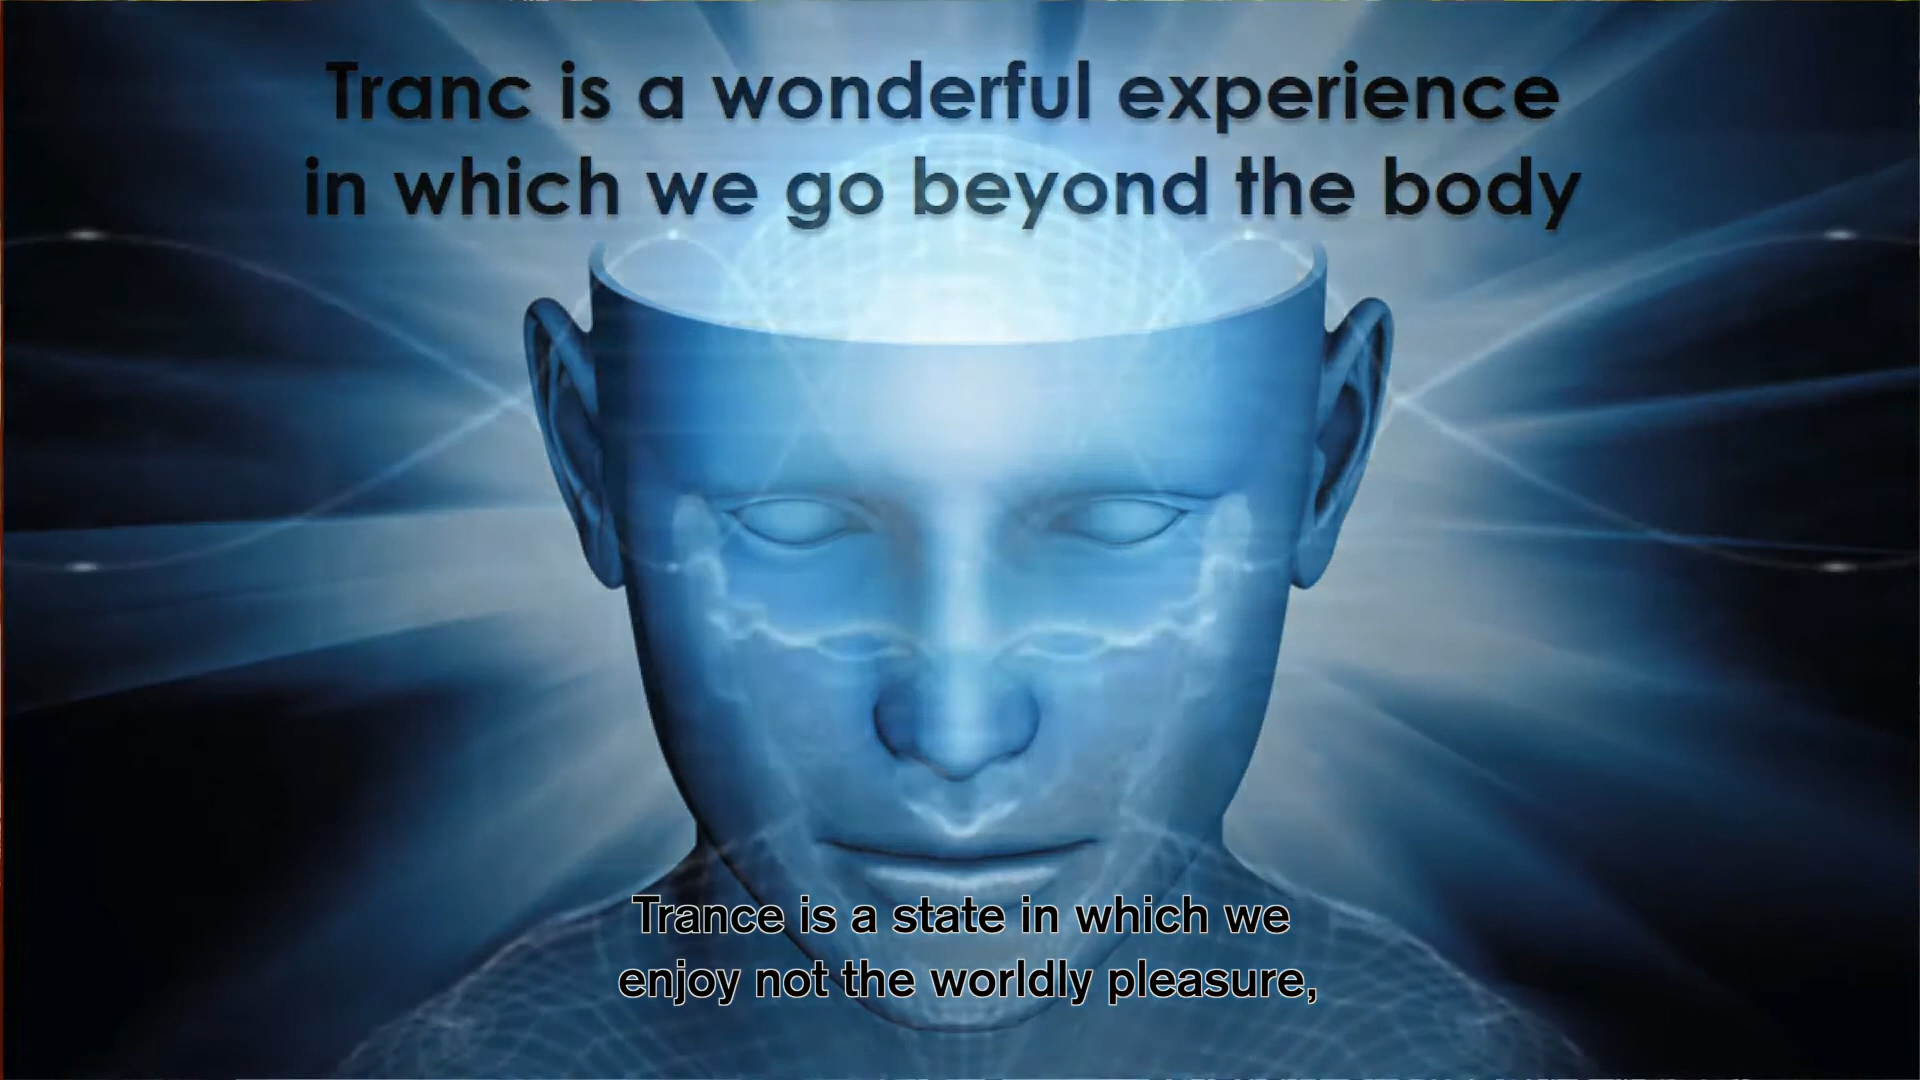 Tranc is a wonderful experience
in which we go beyond the body
Trance is a state in which we
enjoy not the worldly pleasure,